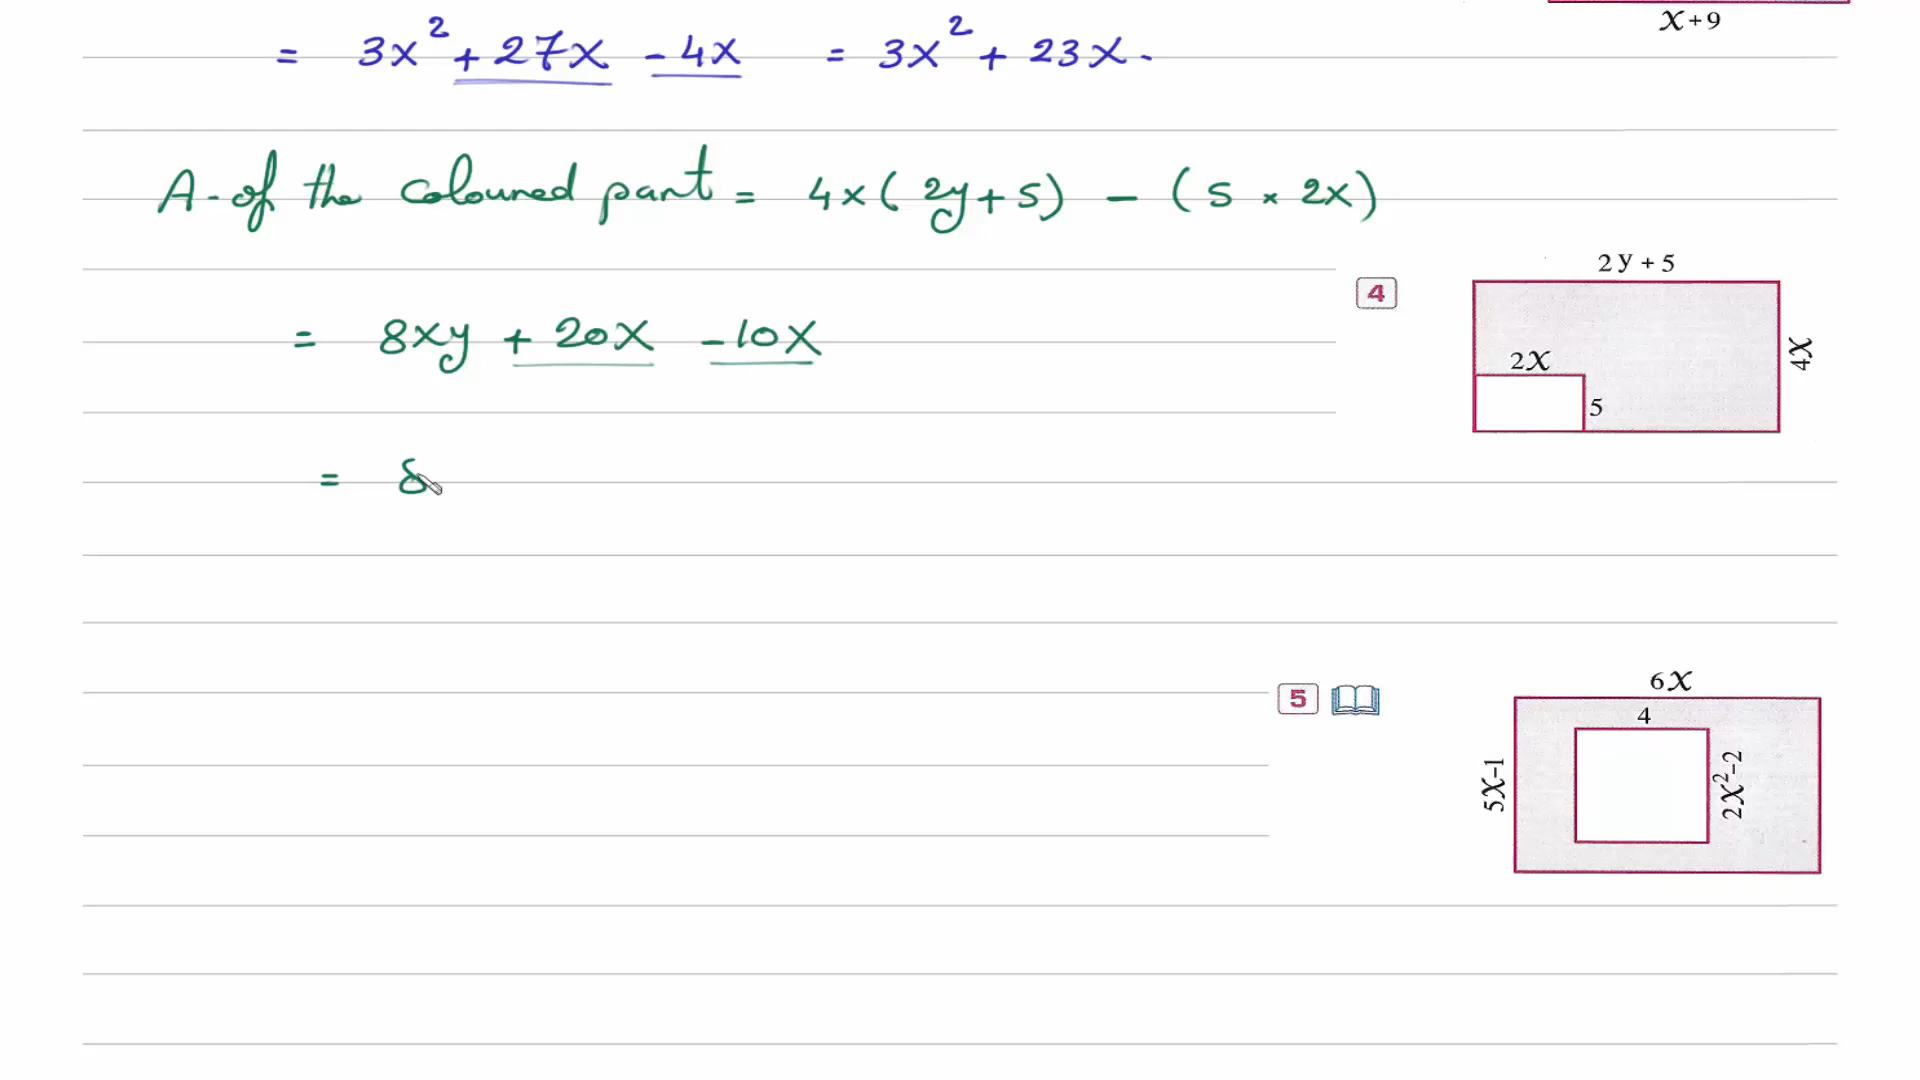 x+9
= 3x² + 27x - 4x = 3x² + 23x.
A. of the coloured part = 4x(2y+5) - (5 × 2x)
2y + 5
4
= 8xy + 20x - 10x
4x
2x
5
= 8
6x
5
4
5x-1
2x²-2